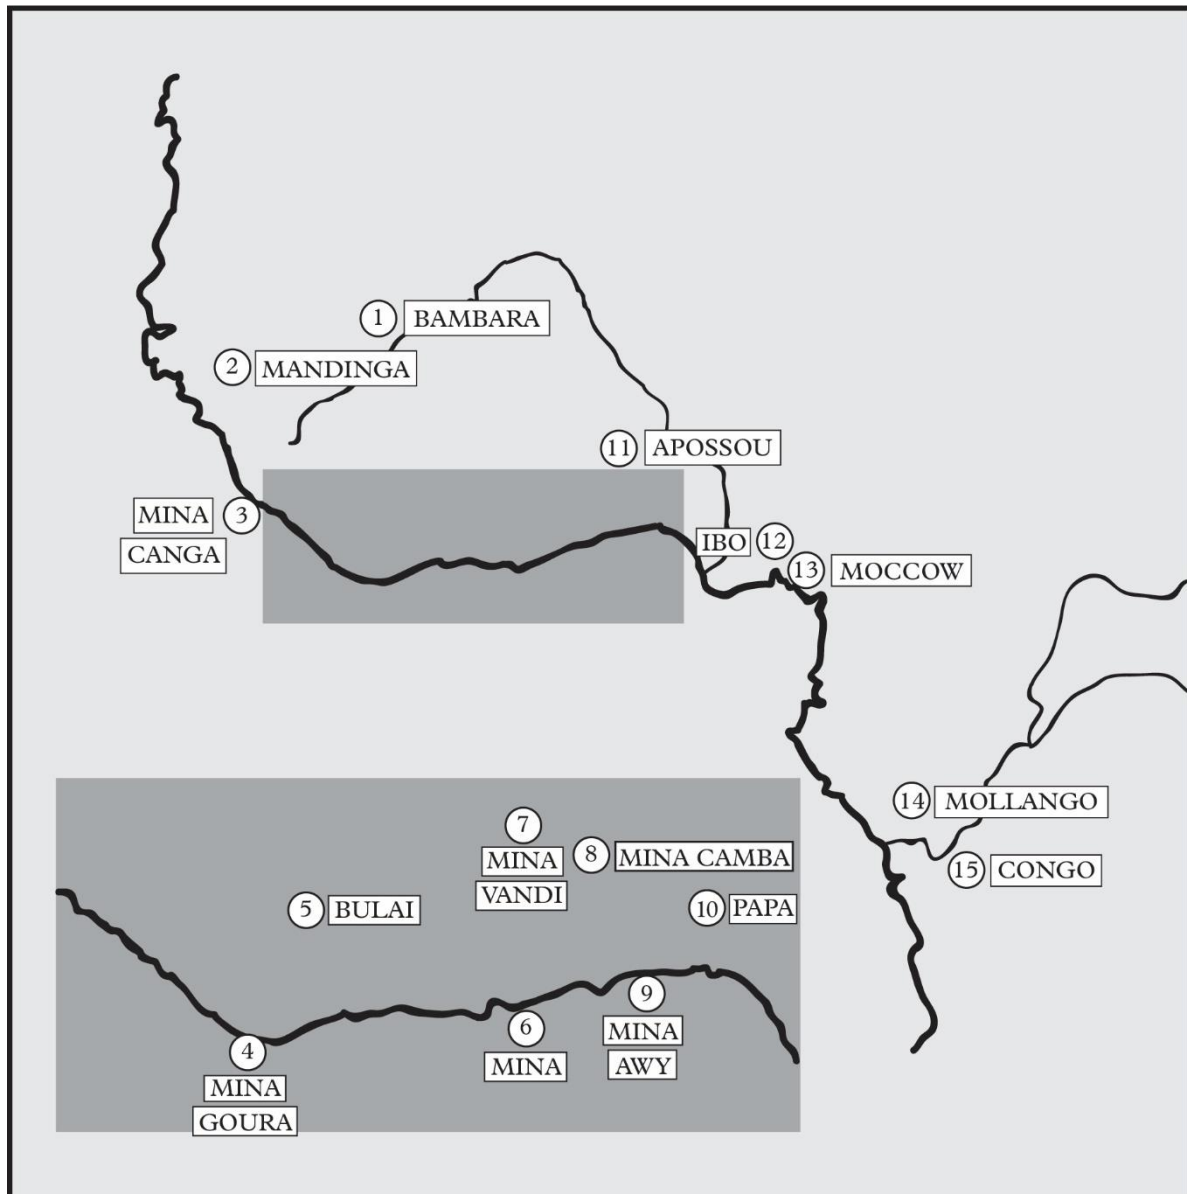 1 BAMBARA
2 MANDINGA
11 APOSSOU
MINA 3
CANGA
IBO 12
13 MOCCOW
14 MOLLANGO
15 CONGO
7
MINA
VANDI
8 MINA CAMBA
5 BULAI
10 PAPA
9
MINA
AWY
6
MINA
4
MINA
GOURA